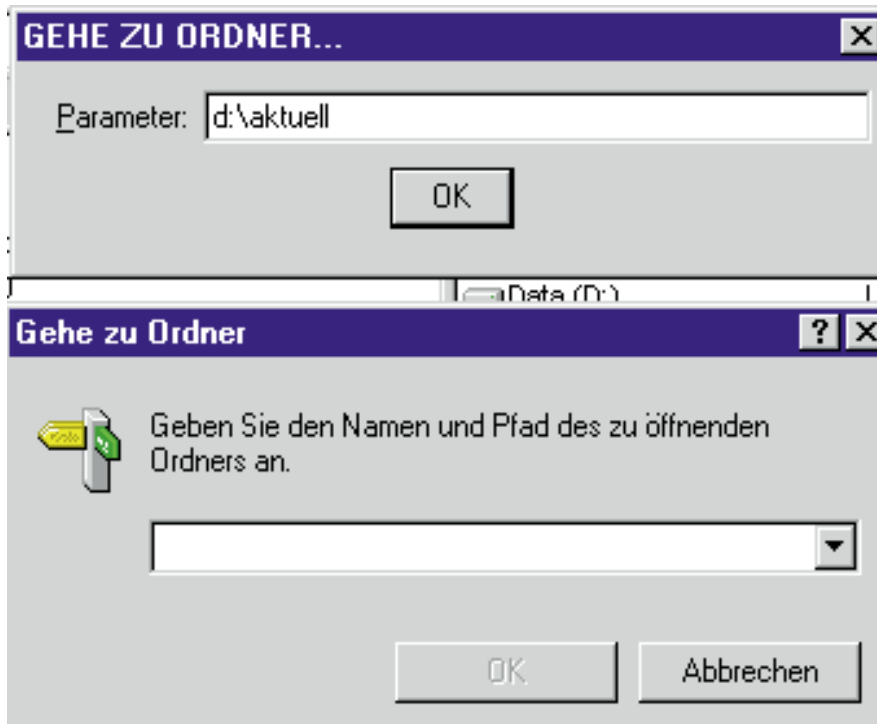 GEHE ZU ORDNER...
Parameter: d:\aktuell
OK
Data (D:)
Gehe zu Ordner
Geben Sie den Namen und Pfad des zu öffnenden
Ordners an.
OK Abbrechen